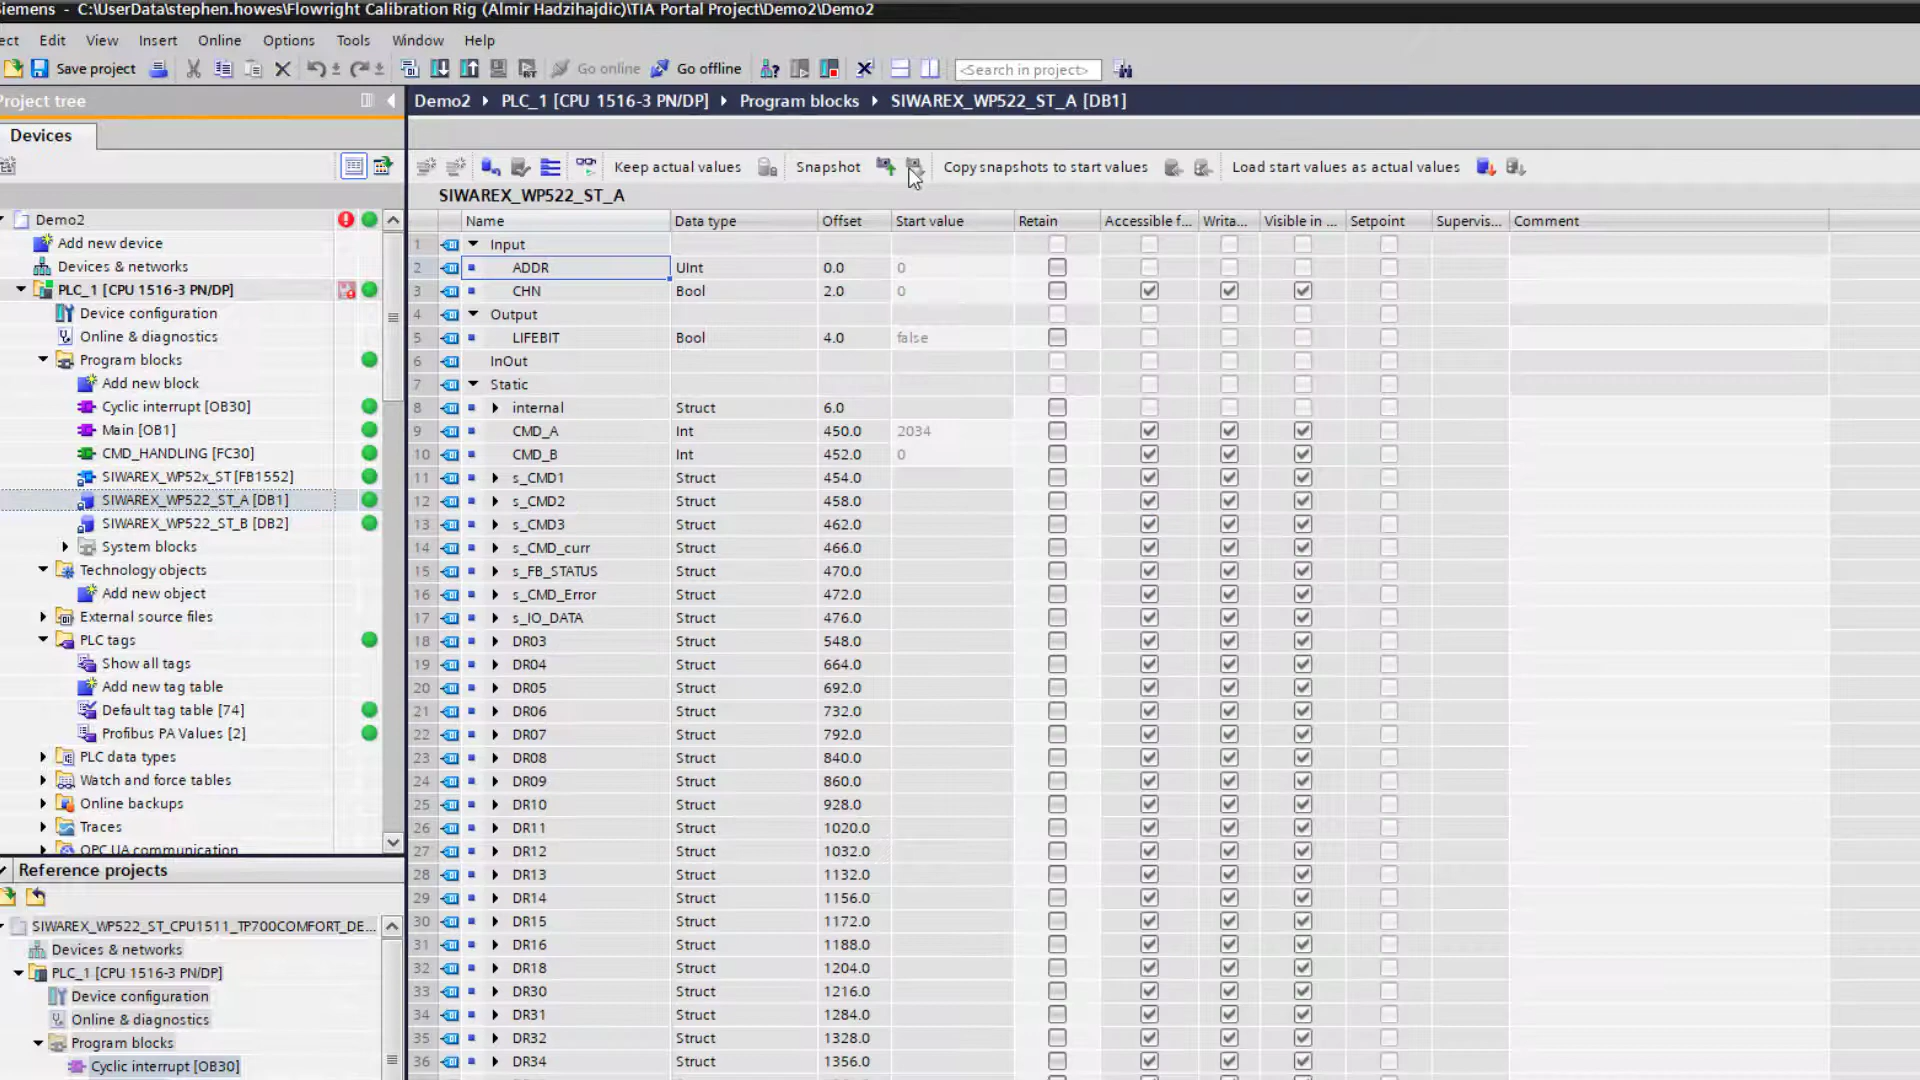 Siemens - C:\UserData\stephen.howes\Flowright Calibration Rig (Almir Hadzihajdic)\TIA Portal Project\Demo2\Demo2
Edit View Insert Online Options Tools Window Help
Save project Go online Go offline <Search in project>
Project tree
Devices
Demo2
Add new device
Devices & networks
PLC_1 [CPU 1516-3 PN/DP]
Device configuration
Online & diagnostics
Program blocks
Add new block
Cyclic interrupt [OB30]
Main [OB1]
CMD_HANDLING [FC30]
SIWAREX_WP52x_ST [FB1552]
SIWAREX_WP522_ST_A [DB1]
SIWAREX_WP522_ST_B [DB2]
System blocks
Technology objects
Add new object
External source files
PLC tags
Show all tags
Add new tag table
Default tag table [74]
Profibus PA Values [2]
PLC data types
Watch and force tables
Online backups
Traces
OPC UA communication
Reference projects
SIWAREX_WP522_ST_CPU1511_TP700COMFORT_DE...
Devices & networks
PLC_1 [CPU 1516-3 PN/DP]
Device configuration
Online & diagnostics
Program blocks
Cyclic interrupt [OB30]
Demo2 PLC_1 [CPU 1516-3 PN/DP] Program blocks SIWAREX_WP522_ST_A [DB1]
Keep actual values Snapshot Copy snapshots to start values Load start values as actual values
SIWAREX_WP522_ST_A
Name Data type Offset Start value Retain Accessible f... Writa... Visible in ... Setpoint Supervis... Comment
1 Input
2 ADDR UInt 0.0 0
3 CHN Bool 2.0 0
4 Output
5 LIFEBIT Bool 4.0 false
6 InOut
7 Static
8 internal Struct 6.0
9 CMD_A Int 450.0 2034
10 CMD_B Int 452.0 0
11 s_CMD1 Struct 454.0
12 s_CMD2 Struct 458.0
13 s_CMD3 Struct 462.0
14 s_CMD_curr Struct 466.0
15 s_FB_STATUS Struct 470.0
16 s_CMD_Error Struct 472.0
17 s_IO_DATA Struct 476.0
18 DR03 Struct 548.0
19 DR04 Struct 664.0
20 DR05 Struct 692.0
21 DR06 Struct 732.0
22 DR07 Struct 792.0
23 DR08 Struct 840.0
24 DR09 Struct 860.0
25 DR10 Struct 928.0
26 DR11 Struct 1020.0
27 DR12 Struct 1032.0
28 DR13 Struct 1132.0
29 DR14 Struct 1156.0
30 DR15 Struct 1172.0
31 DR16 Struct 1188.0
32 DR18 Struct 1204.0
33 DR30 Struct 1216.0
34 DR31 Struct 1284.0
35 DR32 Struct 1328.0
36 DR34 Struct 1356.0